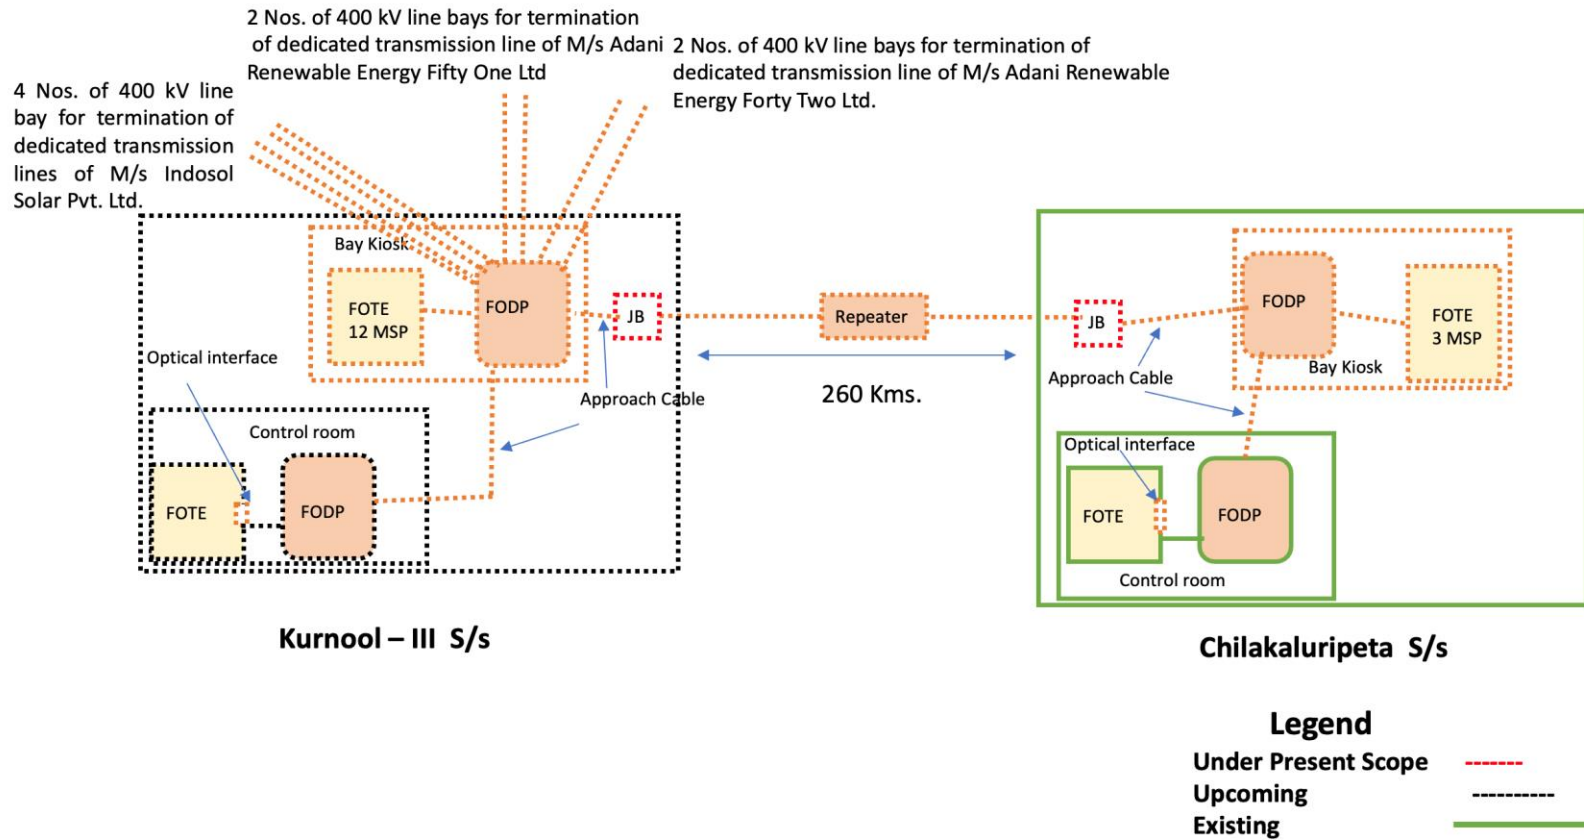 2 Nos. of 400 kV line bays for termination
of dedicated transmission line of M/s Adani
Renewable Energy Fifty One Ltd
2 Nos. of 400 kV line bays for termination of
dedicated transmission line of M/s Adani Renewable
Energy Forty Two Ltd.
4 Nos. of 400 kV line
bay for termination of
dedicated transmission
lines of M/s Indosol
Solar Pvt. Ltd.
Bay Kiosk
FOTE
12 MSP
FODP
JB
Repeater
JB
FODP
FOTE
3 MSP
Bay Kiosk
Optical interface
Approach Cable
260 Kms.
Approach Cable
Control room
FOTE
FODP
Optical interface
FOTE
FODP
Control room
Kurnool – III S/s
Chilakaluripeta S/s
Legend
Under Present Scope
Upcoming
Existing